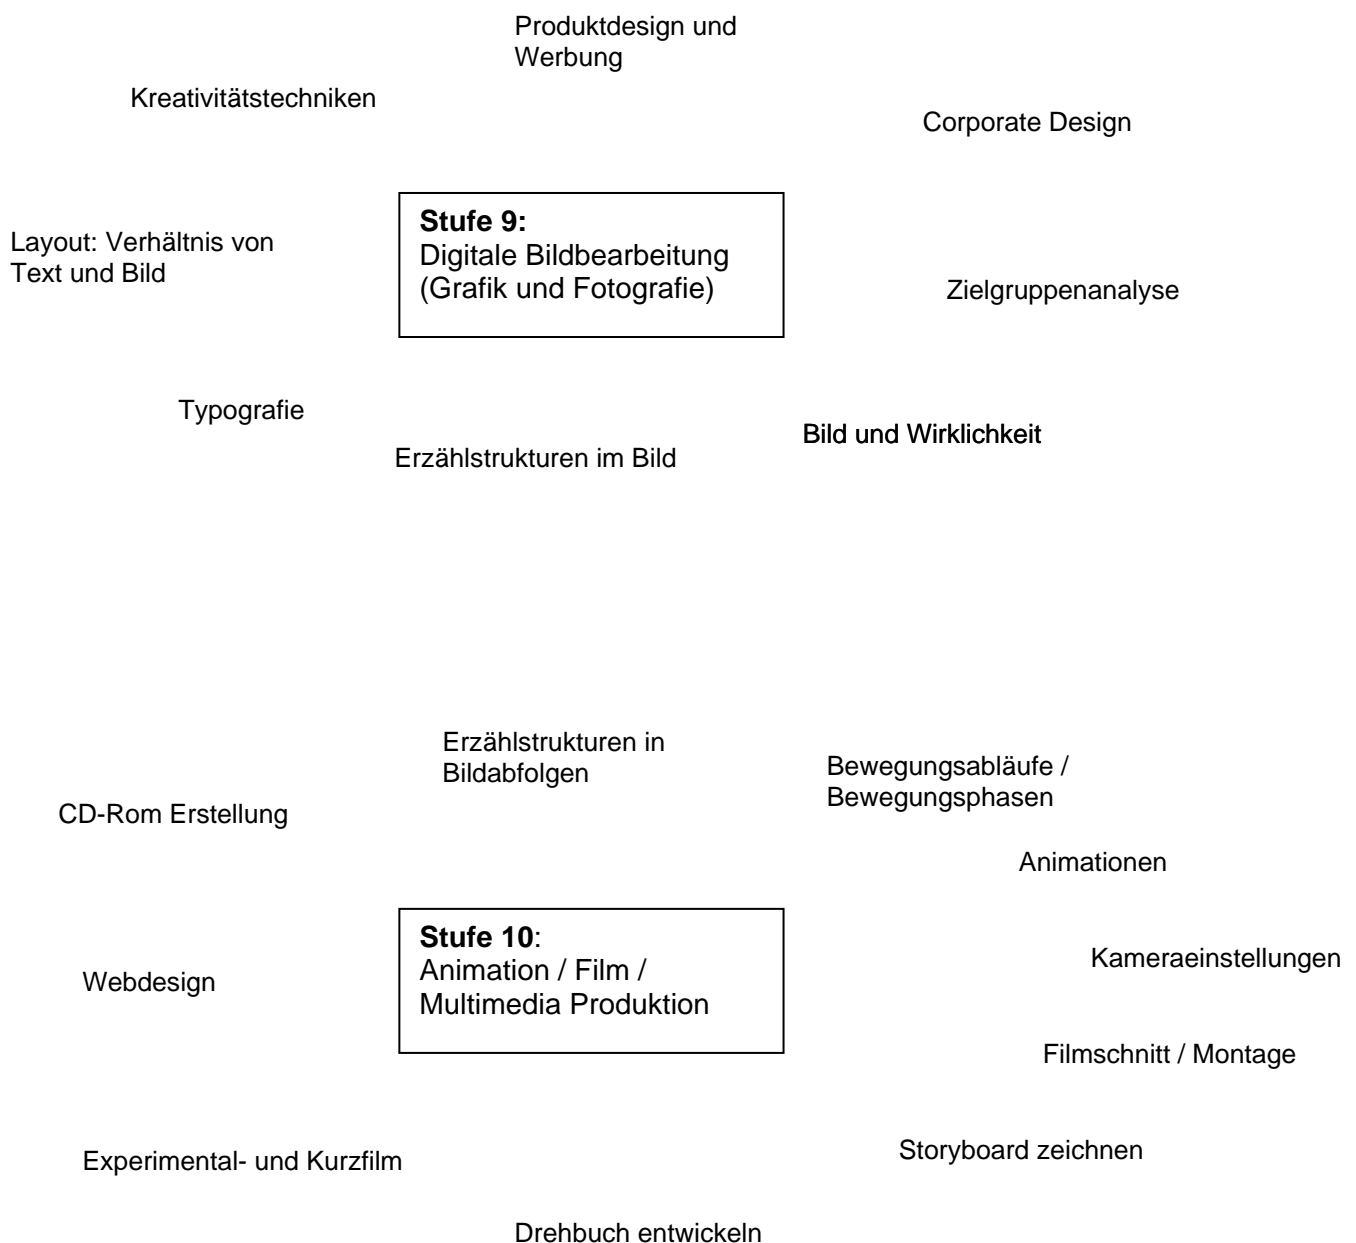 Produktdesign und
Werbung
Kreativitätstechniken
Corporate Design
Stufe 9:
Digitale Bildbearbeitung
(Grafik und Fotografie)
Layout: Verhältnis von
Text und Bild
Zielgruppenanalyse
Typografie
Bild und Wirklichkeit
Erzählstrukturen im Bild
Erzählstrukturen in
Bildabfolgen
Bewegungsabläufe /
Bewegungsphasen
CD-Rom Erstellung
Animationen
Stufe 10:
Animation / Film /
Multimedia Produktion
Kameraeinstellungen
Webdesign
Filmschnitt / Montage
Storyboard zeichnen
Experimental- und Kurzfilm
Drehbuch entwickeln